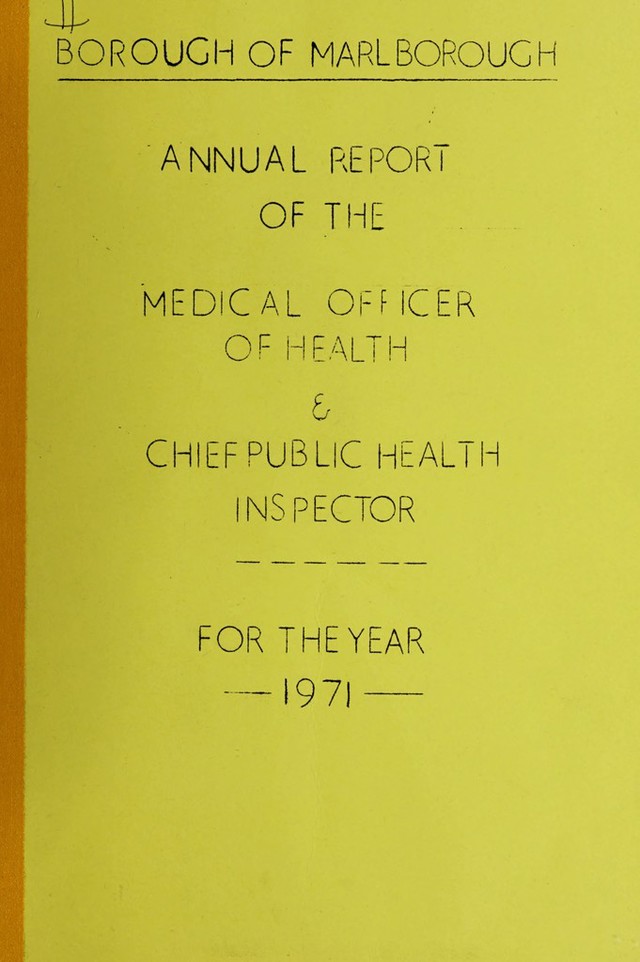 BOROUGH OF MARLBOROUGH
ANNUAL REPORT
OF THE
MEDICAL OFFICER
OF HEALTH
&
CHIEF PUBLIC HEALTH
INSPECTOR
FOR THE YEAR
— 1971 —